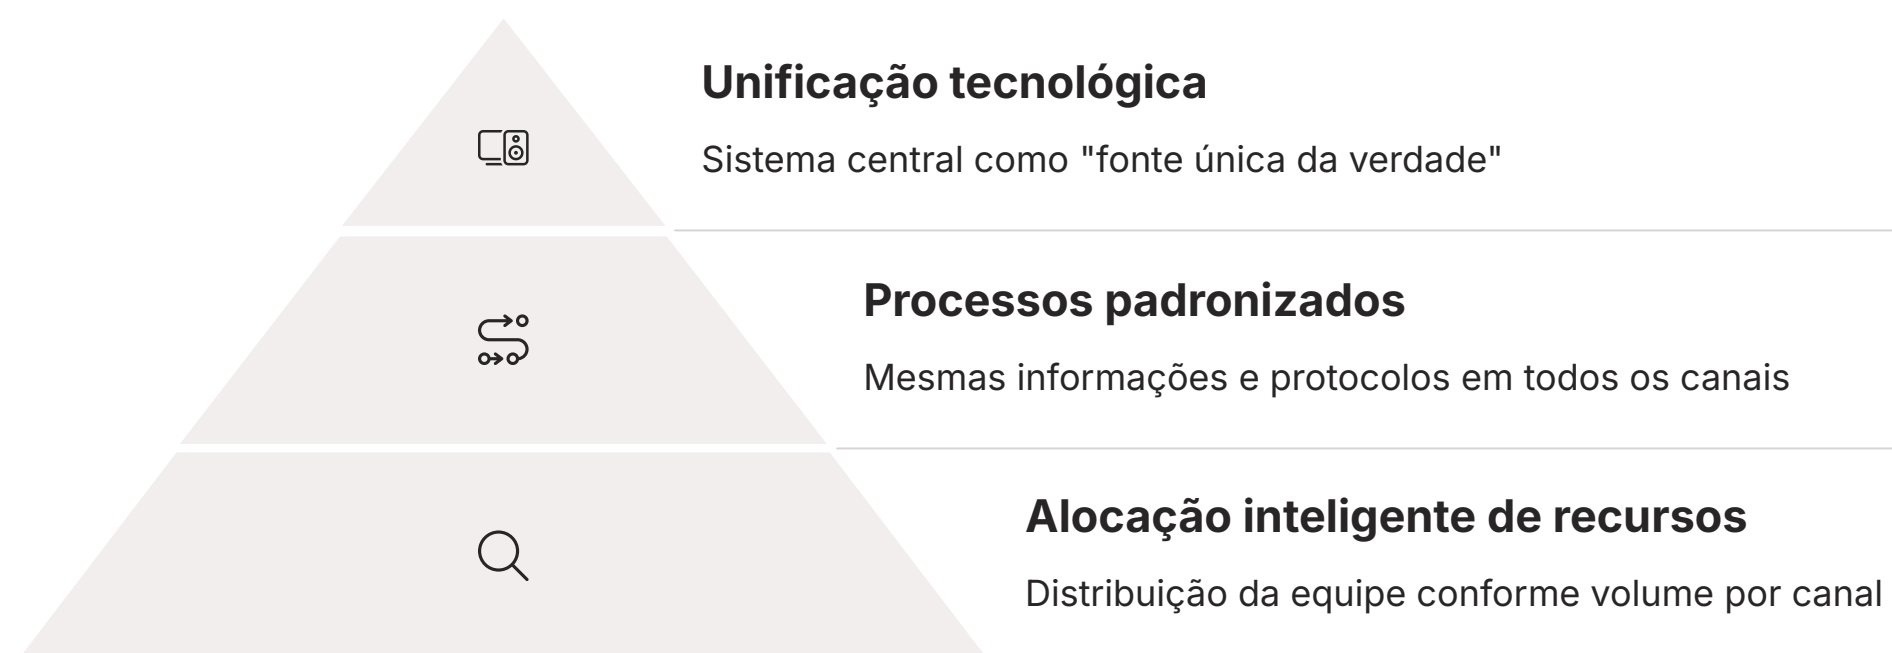 Unificação tecnológica
Sistema central como "fonte única da verdade"
Processos padronizados
Mesmas informações e protocolos em todos os canais
Alocação inteligente de recursos
Distribuição da equipe conforme volume por canal